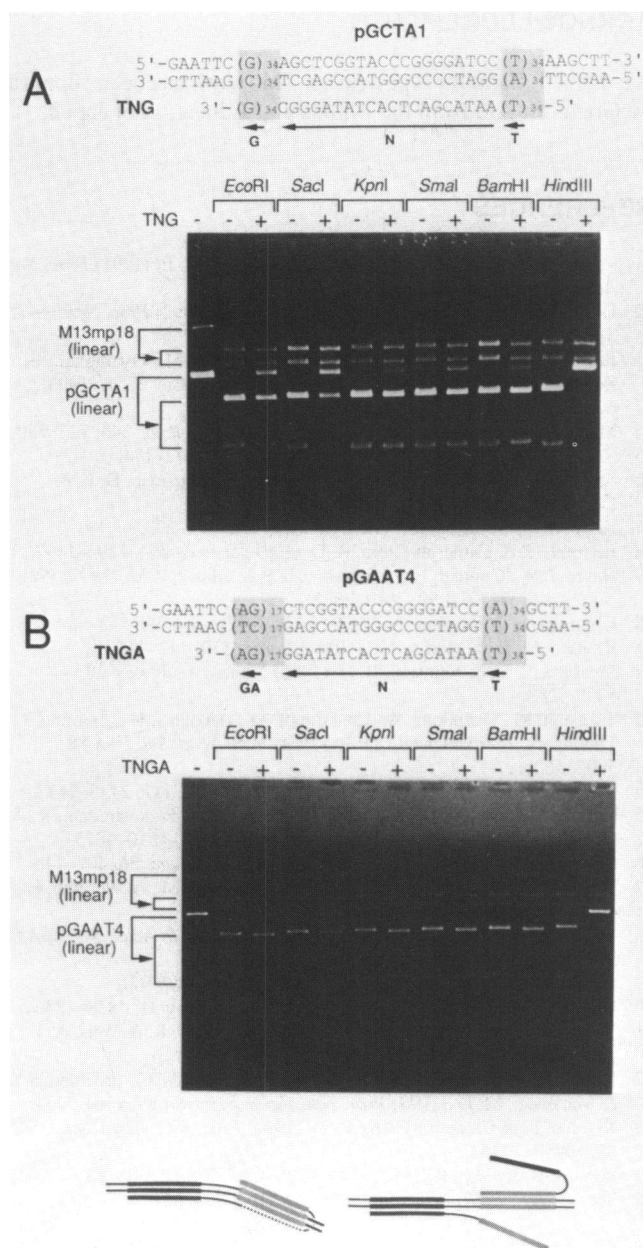 pGCTA1
A
5'-GAATTC(G)34AGCTCGGTACCCGGGGATCC(T)34AAGCTT-3'
3'-CTTAAG(C)34TCGAGCCATGGGCCCCTAGG(A)34TTCGAA-5'
TNG 3'-(G)34CGGGATATCACTCAGCATAA(T)34-5'
G N T
EcoRI SacI KpnI SmaI BamHI HindIII
TNG - - + - + - + - + - + - +
M13mp18
(linear)
pGCTA1
(linear)
pGAAT4
B
5'-GAATTC(AG)17CTCGGTACCCGGGGATCC(A)34GCTT-3'
3'-CTTAAG(TC)17GAGCCATGGGCCCCTAGG(T)34CGAA-5'
TNGA 3'-(AG)17GGATATCACTCAGCATAA(T)34-5'
GA N T
EcoRI SacI KpnI SmaI BamHI HindIII
TNGA - - + - + - + - + - + - +
M13mp18
(linear)
pGAAT4
(linear)